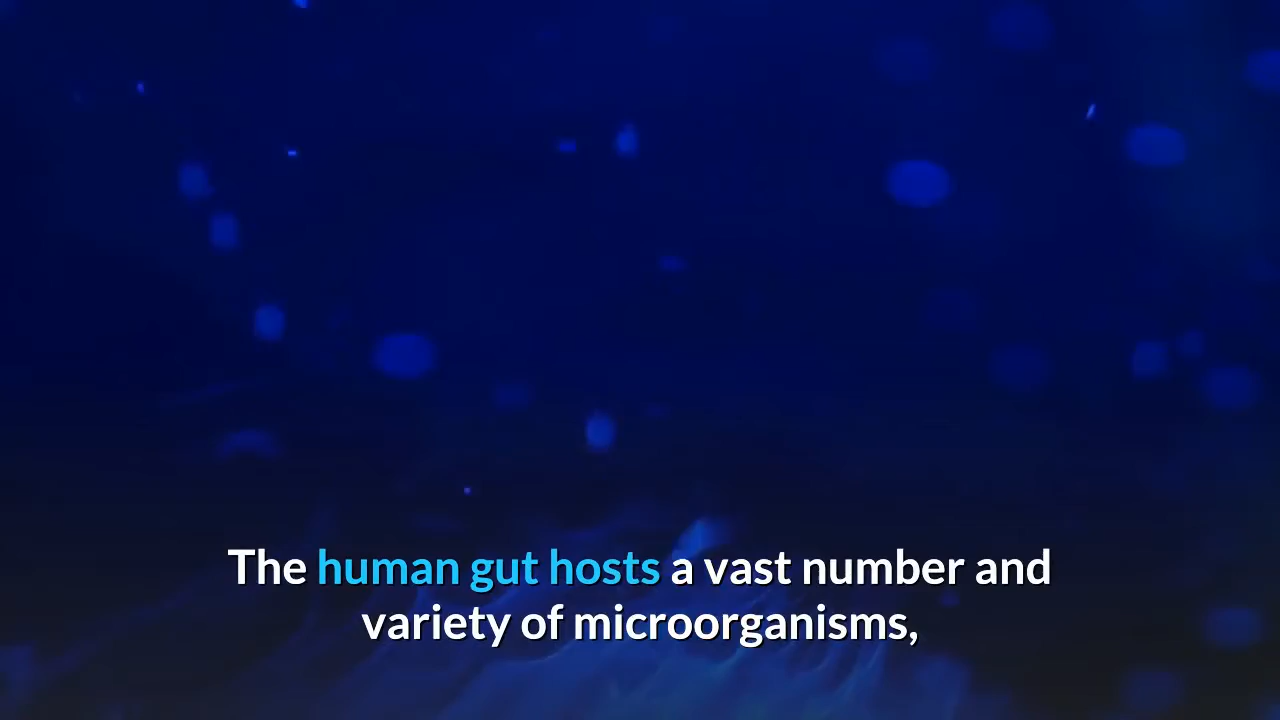 The human gut hosts a vast number and
variety of microorganisms,